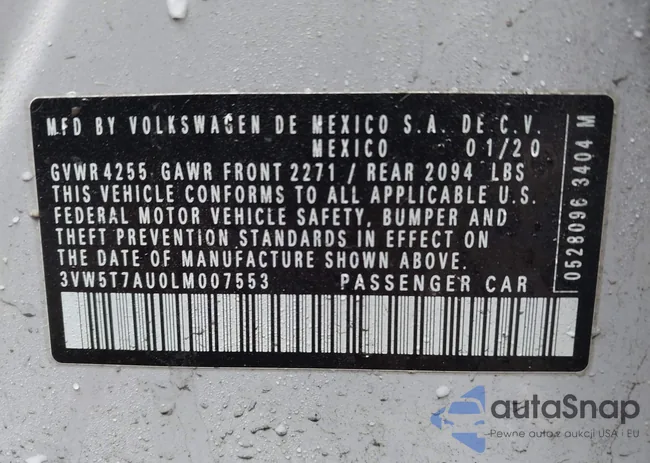 MFD BY VOLKSWAGEN DE MEXICO S.A. DE C.V.
MEXICO 01/20
GVWR 4255 GAWR FRONT 2271 / REAR 2094 LBS
THIS VEHICLE CONFORMS TO ALL APPLICABLE U.S.
FEDERAL MOTOR VEHICLE SAFETY, BUMPER AND
THEFT PREVENTION STANDARDS IN EFFECT ON
THE DATE OF MANUFACTURE SHOWN ABOVE.
3VW5T7AU0LM007553 PASSENGER CAR
0528096 3404 M
autoSnap
Pewne auta z aukcji USA · EU